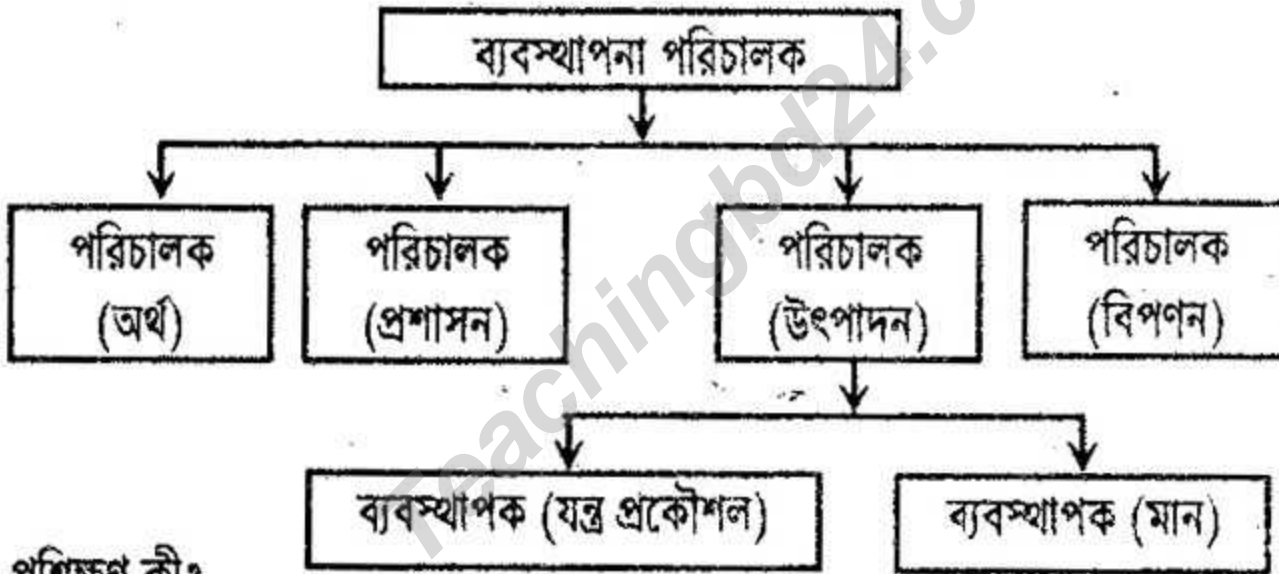 ব্যবস্থাপনা পরিচালক
পরিচালক
(অর্থ)
পরিচালক
(প্রশাসন)
পরিচালক
(উৎপাদন)
পরিচালক
(বিপণন)
ব্যবস্থাপক (যন্ত্র প্রকৌশল)
ব্যবস্থাপক (মান)
Teachingbd24.c